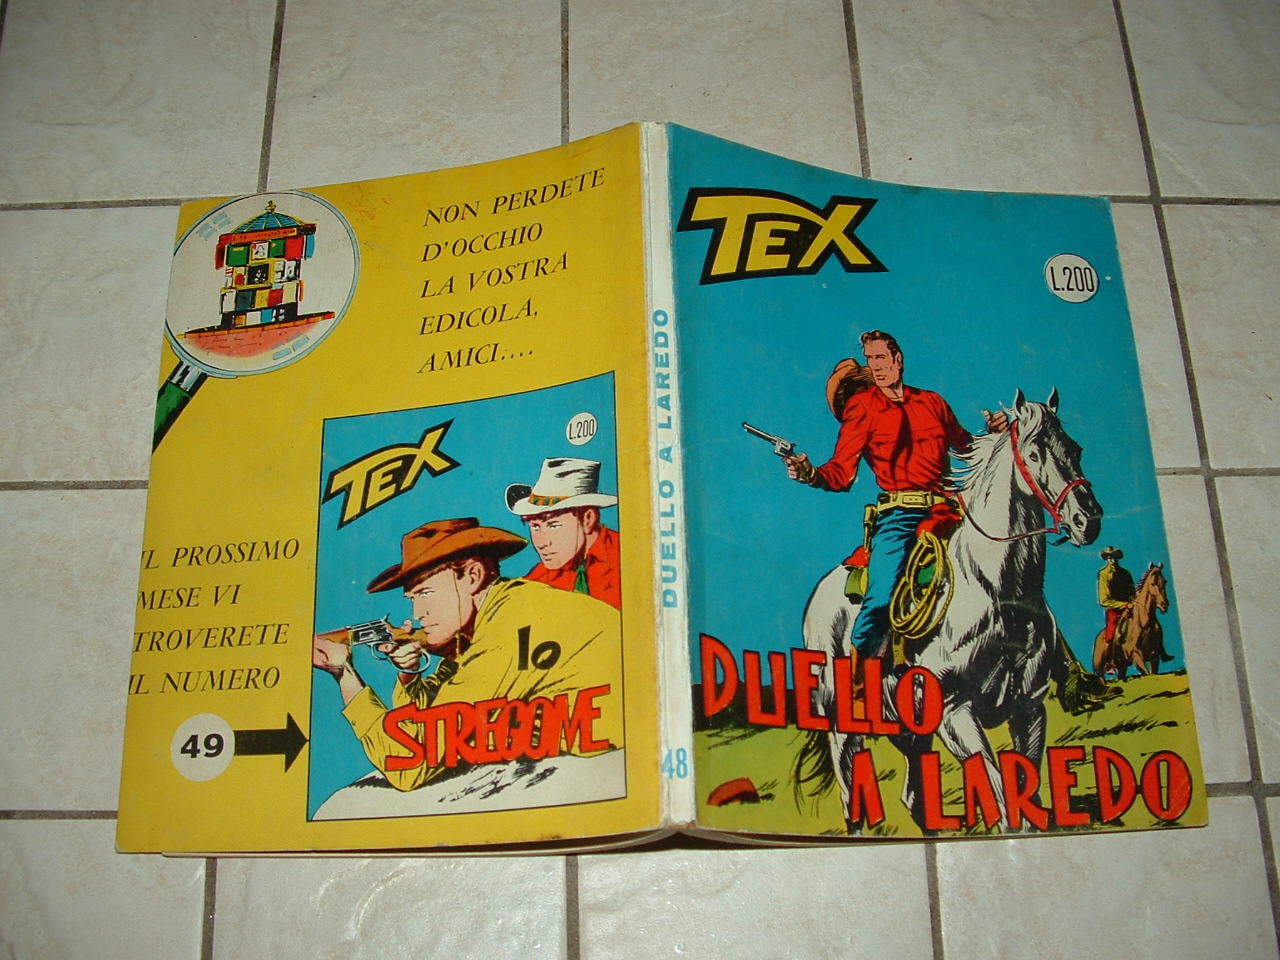 NON PERDETE
D'OCCHIO
LA VOSTRA
EDICOLA,
AMICI....
TEX
L.200
IL PROSSIMO
MESE VI
TROVERETE
IL NUMERO
49
lo
STREGONE
DUELLO A LAREDO
48
TEX
L.200
DUELLO
A LAREDO